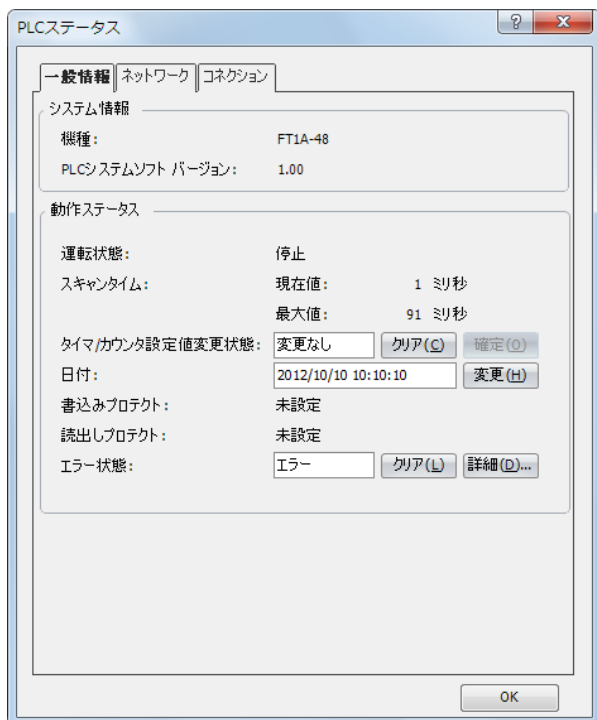 PLCステータス
一般情報 ネットワーク コネクション
システム情報
機種: FT1A-48
PLCシステムソフト バージョン: 1.00
動作ステータス
運転状態: 停止
スキャンタイム: 現在値: 1 ミリ秒
最大値: 91 ミリ秒
タイマ/カウンタ設定値変更状態: 変更なし クリア(C) 確定(O)
日付: 2012/10/10 10:10:10 変更(H)
書込みプロテクト: 未設定
読出しプロテクト: 未設定
エラー状態: エラー クリア(L) 詳細(D)...
OK